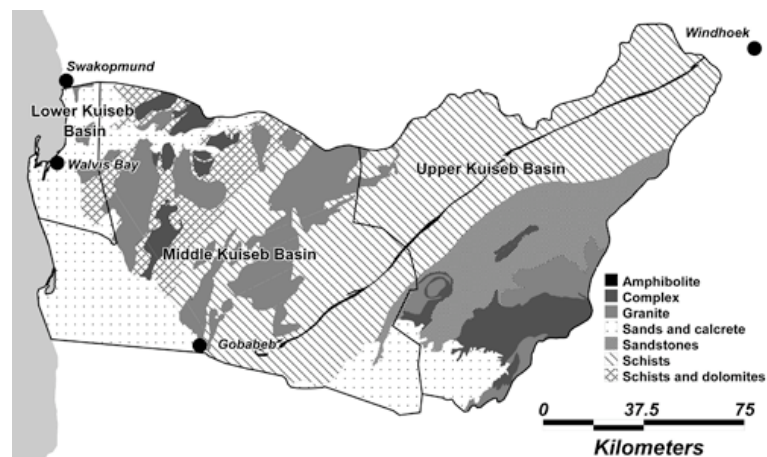 Windhoek
Swakopmund
Lower Kuiseb
Basin
Walvis Bay
Upper Kuiseb Basin
Middle Kuiseb Basin
Gobabeb
Amphibolite
Complex
Granite
Sands and calcrete
Sandstones
Schists
Schists and dolomites
0 37.5 75
Kilometers